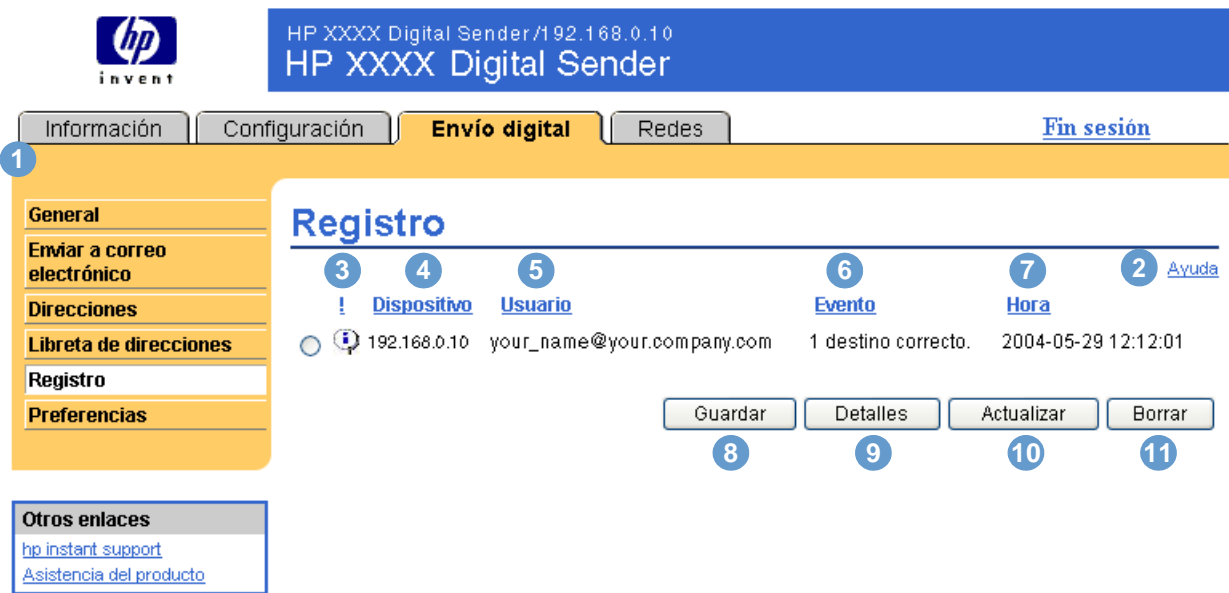 hp
invent
HP XXXX Digital Sender/192.168.0.10
HP XXXX Digital Sender
Información
Configuración
Envío digital
Redes
Fin sesión
1
General
Enviar a correo
electrónico
Direcciones
Libreta de direcciones
Registro
Preferencias
Otros enlaces
hp instant support
Asistencia del producto
Registro
3 4 5 6 7 2 Ayuda
! Dispositivo Usuario Evento Hora
192.168.0.10 your_name@your.company.com 1 destino correcto. 2004-05-29 12:12:01
Guardar Detalles Actualizar Borrar
8 9 10 11